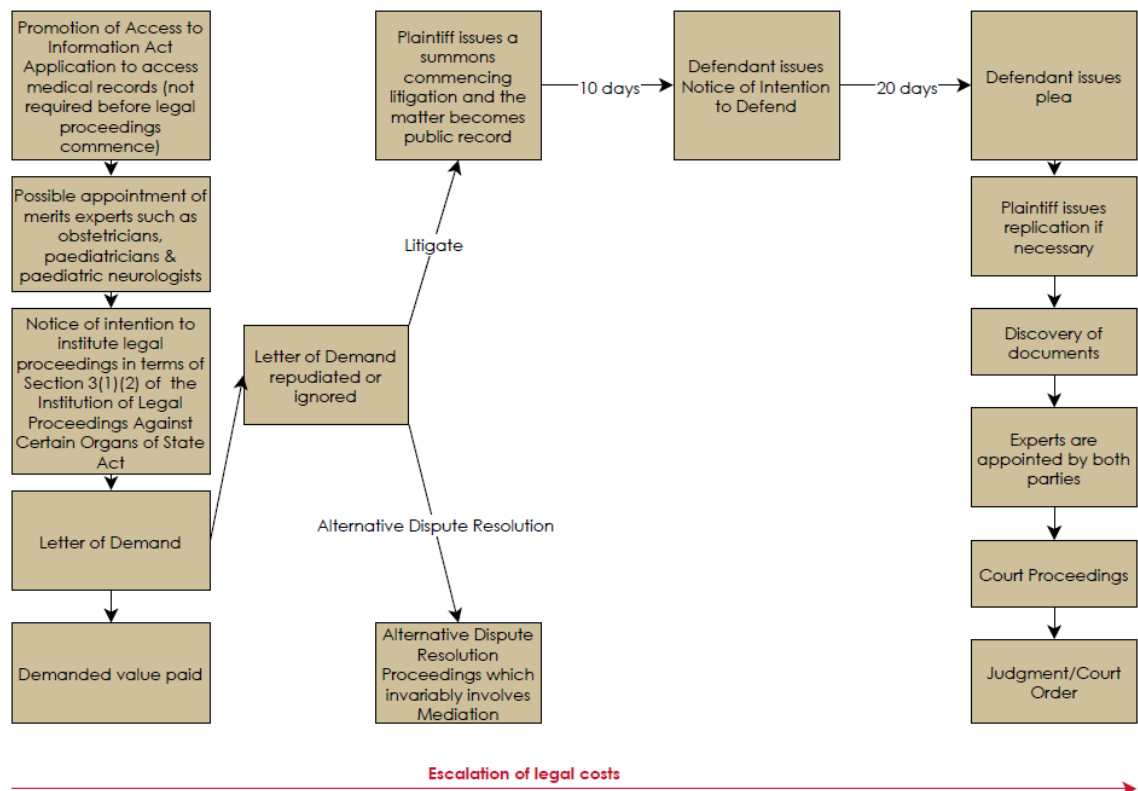 Promotion of Access to
Information Act
Application to access
medical records (not
required before legal
proceedings
commence)
Possible appointment of
merits experts such as
obstetricians,
paediatricians &
paediatric neurologists
Notice of intention to
institute legal
proceedings in terms of
Section 3(1)(2) of the
Institution of Legal
Proceedings Against
Certain Organs of State
Act
Letter of Demand
Demanded value paid
Letter of Demand
repudiated or
ignored
Litigate
Alternative Dispute Resolution
Plaintiff issues a
summons
commencing
litigation and the
matter becomes
public record
Alternative Dispute
Resolution
Proceedings which
invariably involves
Mediation
10 days
Defendant issues
Notice of Intention
to Defend
20 days
Defendant issues
plea
Plaintiff issues
replication if
necessary
Discovery of
documents
Experts are
appointed by both
parties
Court Proceedings
Judgment/Court
Order
Escalation of legal costs